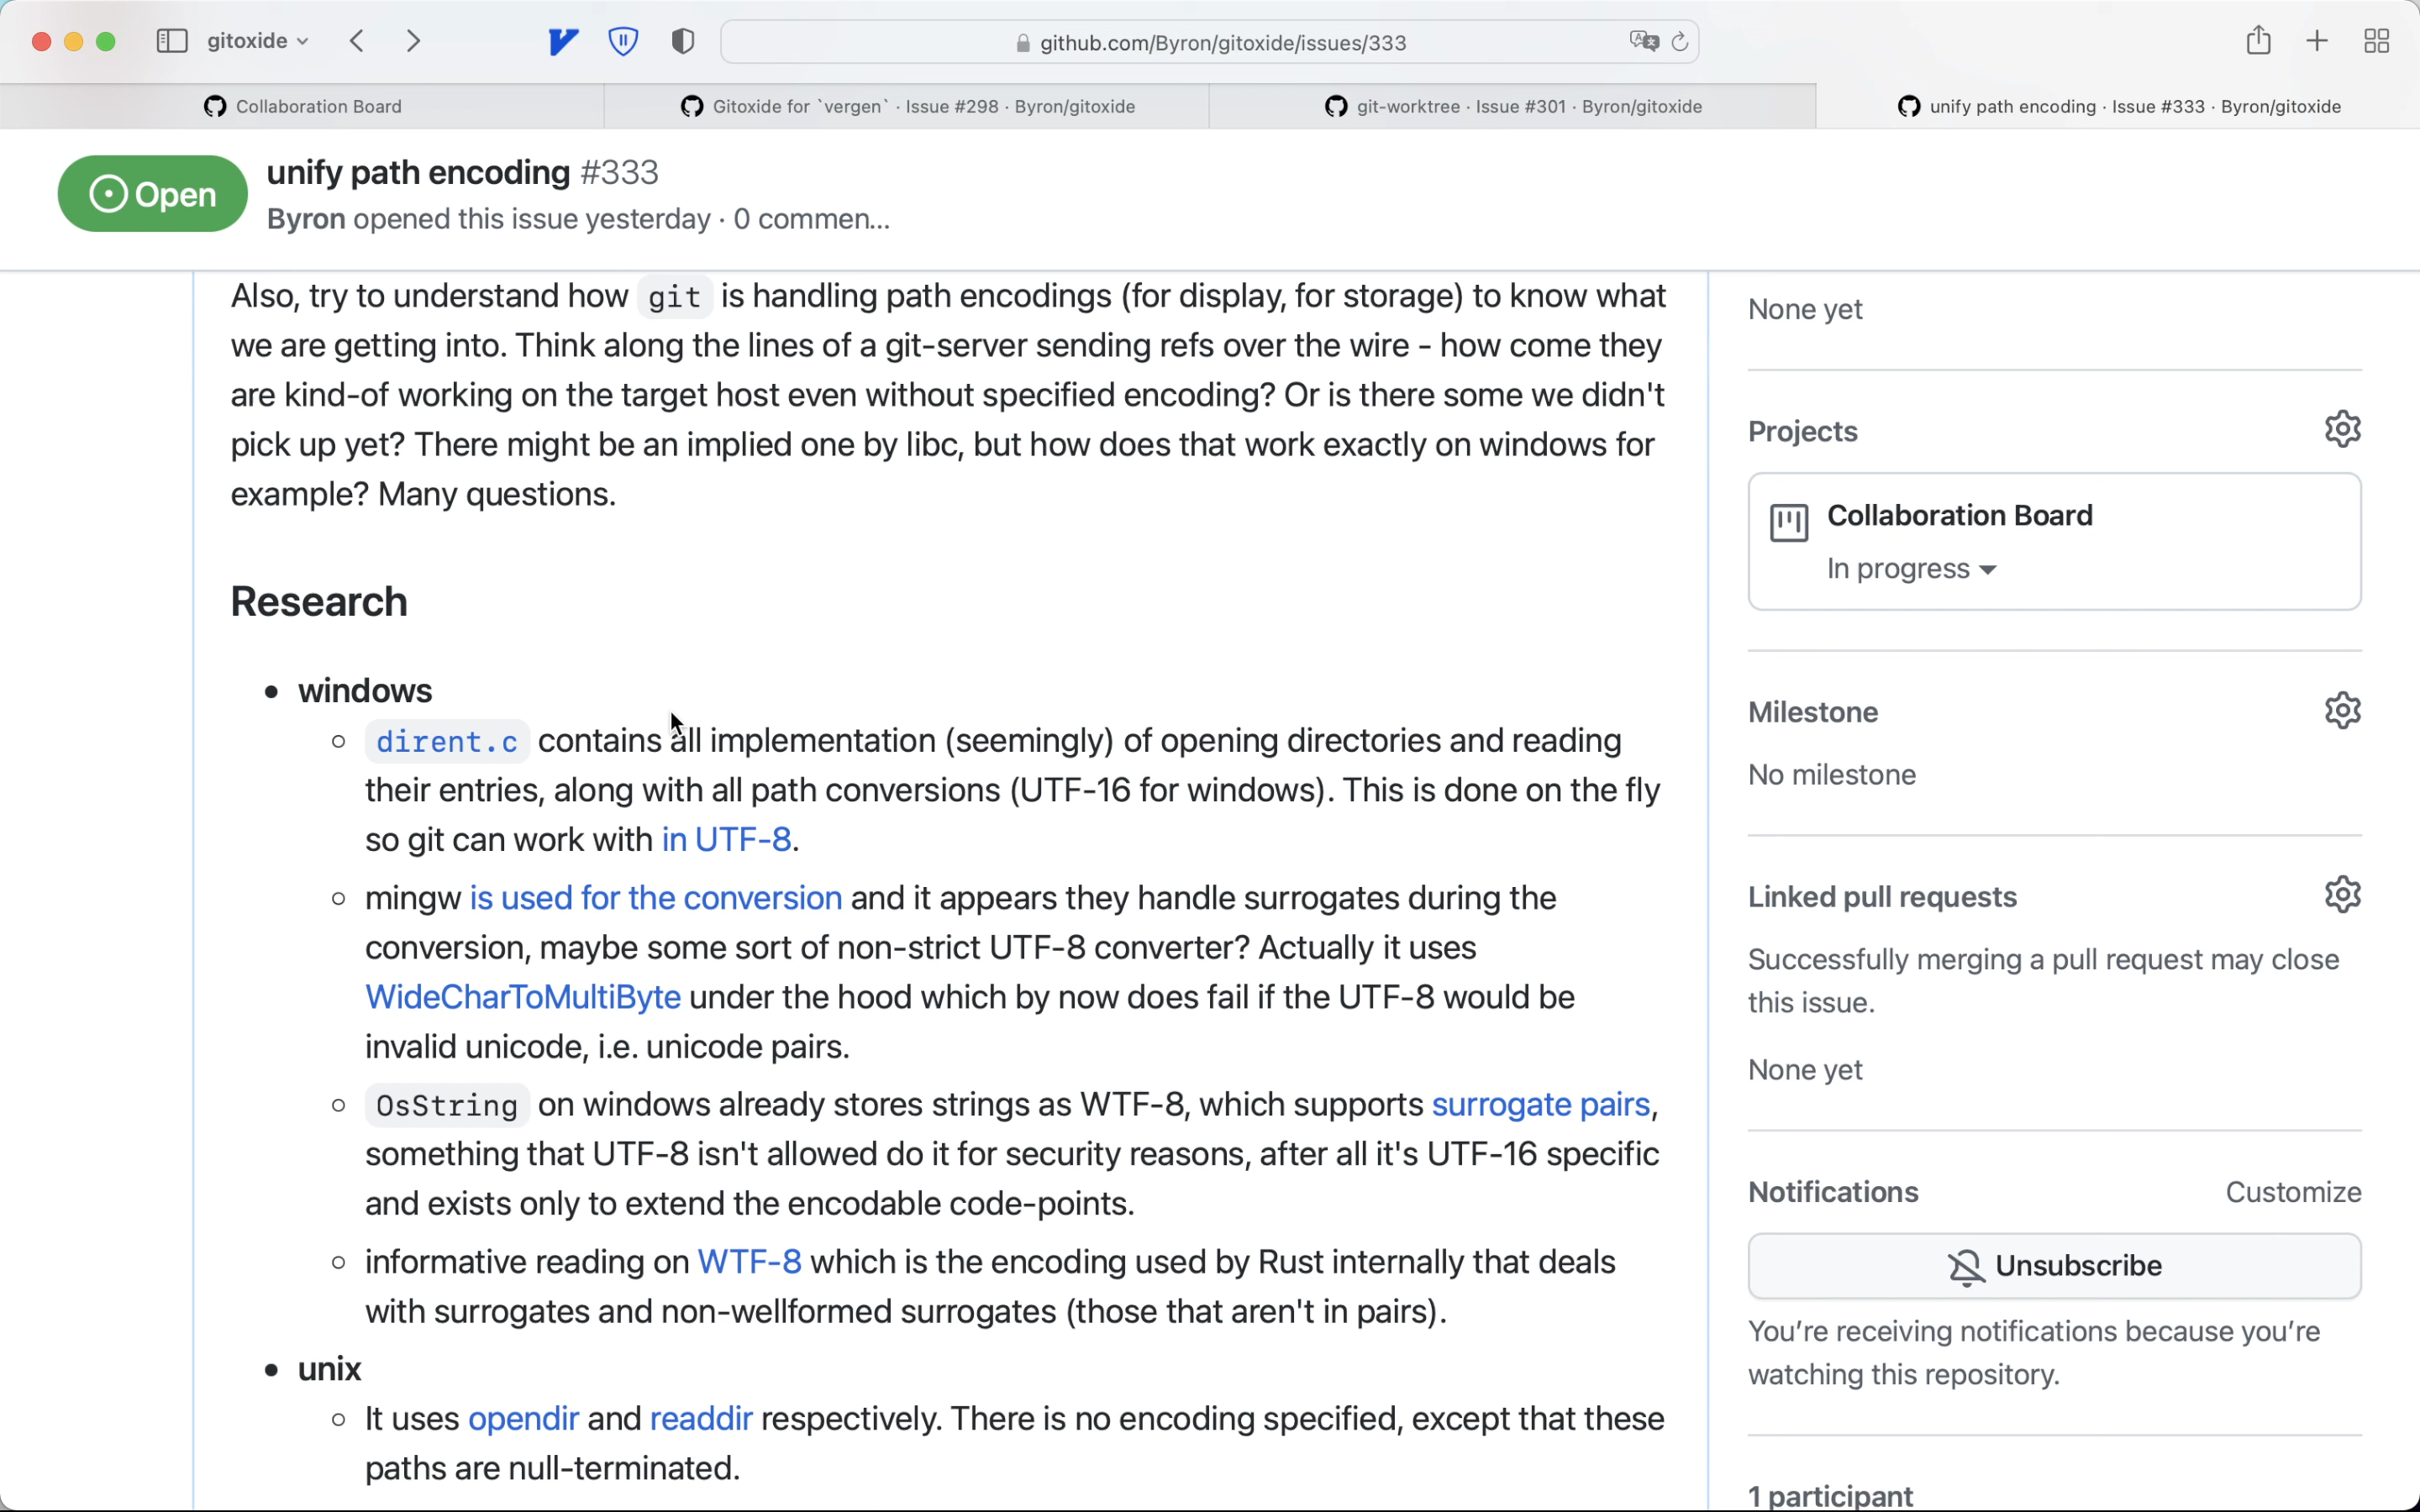 gitoxide
github.com/Byron/gitoxide/issues/333
Collaboration Board
Gitoxide for `vergen` · Issue #298 · Byron/gitoxide
git-worktree · Issue #301 · Byron/gitoxide
unify path encoding · Issue #333 · Byron/gitoxide
Open
unify path encoding #333
Byron opened this issue yesterday · 0 commen...
Also, try to understand how git is handling path encodings (for display, for storage) to know what
we are getting into. Think along the lines of a git-server sending refs over the wire - how come they
are kind-of working on the target host even without specified encoding? Or is there some we didn't
pick up yet? There might be an implied one by libc, but how does that work exactly on windows for
example? Many questions.
Research
• windows
◦ dirent.c contains all implementation (seemingly) of opening directories and reading
their entries, along with all path conversions (UTF-16 for windows). This is done on the fly
so git can work with in UTF-8.
◦ mingw is used for the conversion and it appears they handle surrogates during the
conversion, maybe some sort of non-strict UTF-8 converter? Actually it uses
WideCharToMultiByte under the hood which by now does fail if the UTF-8 would be
invalid unicode, i.e. unicode pairs.
◦ OsString on windows already stores strings as WTF-8, which supports surrogate pairs,
something that UTF-8 isn't allowed do it for security reasons, after all it's UTF-16 specific
and exists only to extend the encodable code-points.
◦ informative reading on WTF-8 which is the encoding used by Rust internally that deals
with surrogates and non-wellformed surrogates (those that aren't in pairs).
• unix
◦ It uses opendir and readdir respectively. There is no encoding specified, except that these
paths are null-terminated.
None yet
Projects
Collaboration Board
In progress
Milestone
No milestone
Linked pull requests
Successfully merging a pull request may close
this issue.
None yet
Notifications Customize
Unsubscribe
You're receiving notifications because you're
watching this repository.
1 participant